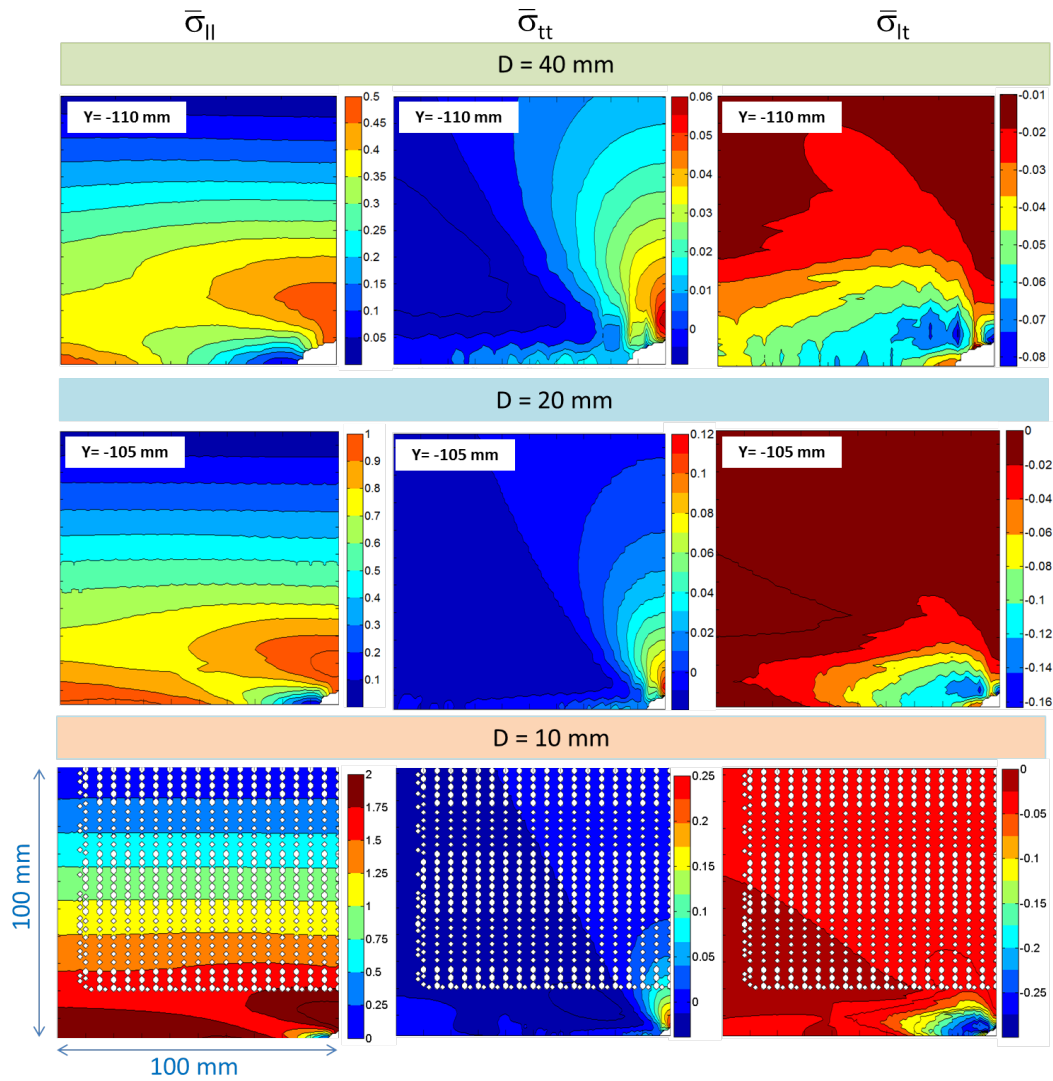 σ̅ll σ̅tt σ̅lt
D = 40 mm
Y= -110 mm Y= -110 mm Y= -110 mm
0.5 0.45 0.4 0.35 0.3 0.25 0.2 0.15 0.1 0.05
0.06 0.05 0.04 0.03 0.02 0.01 0
-0.01 -0.02 -0.03 -0.04 -0.05 -0.06 -0.07 -0.08
D = 20 mm
Y= -105 mm Y= -105 mm Y= -105 mm
1 0.9 0.8 0.7 0.6 0.5 0.4 0.3 0.2 0.1
0.12 0.1 0.08 0.06 0.04 0.02 0
0 -0.02 -0.04 -0.06 -0.08 -0.1 -0.12 -0.14 -0.16
D = 10 mm
2 1.75 1.5 1.25 1 0.75 0.5 0.25 0
0.25 0.2 0.15 0.1 0.05 0
0 -0.05 -0.1 -0.15 -0.2 -0.25
100 mm
100 mm